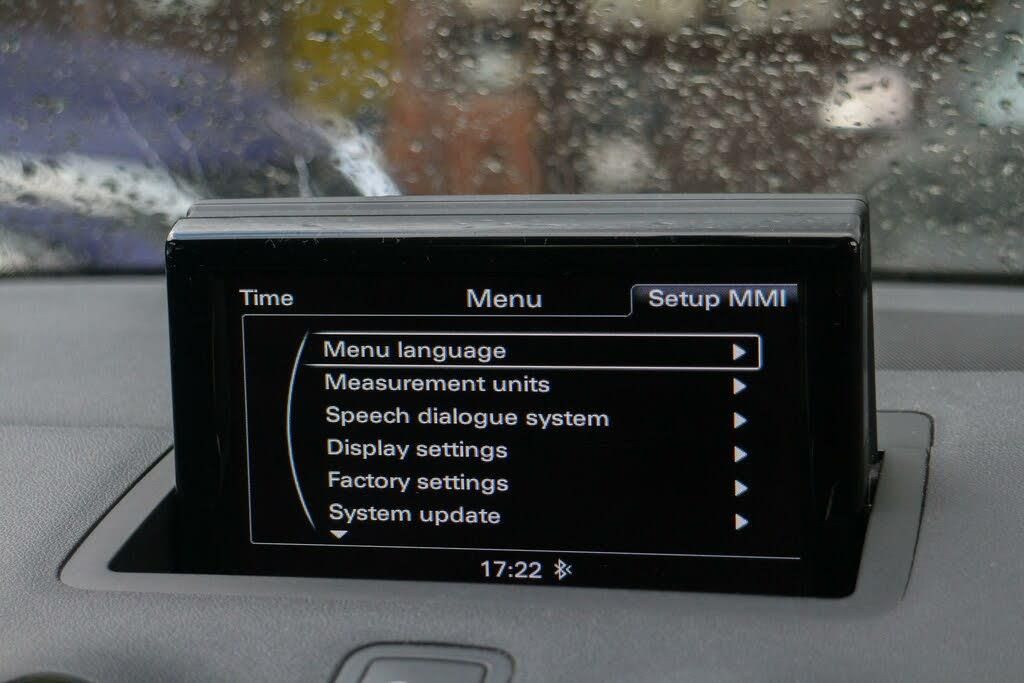 Time Menu Setup MMI
Menu language
Measurement units
Speech dialogue system
Display settings
Factory settings
System update
17:22